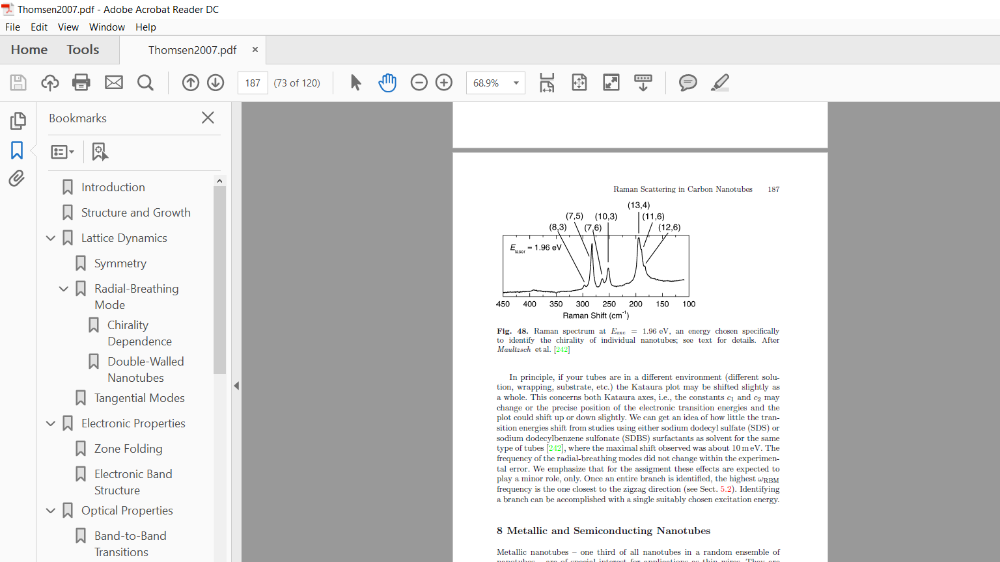 Thomsen2007.pdf - Adobe Acrobat Reader DC
File Edit View Window Help
Home Tools Thomsen2007.pdf ×
187 (73 of 120) 68.9%
Bookmarks
Introduction
Structure and Growth
Lattice Dynamics
Symmetry
Radial-Breathing
Mode
Chirality
Dependence
Double-Walled
Nanotubes
Tangential Modes
Electronic Properties
Zone Folding
Electronic Band
Structure
Optical Properties
Band-to-Band
Transitions
Raman Scattering in Carbon Nanotubes 187
(13,4)
(7,5) (10,3) (11,6)
(8,3) (7,6) (12,6)
Elaser = 1.96 eV
450 400 350 300 250 200 150 100
Raman Shift (cm-1)
Fig. 48. Raman spectrum at Eexc = 1.96 eV, an energy chosen specifically
to identify the chirality of individual nanotubes; see text for details. After
Maultzsch et al. [242]
In principle, if your tubes are in a different environment (different solu-
tion, wrapping, substrate, etc.) the Kataura plot may be shifted slightly as
a whole. This concerns both Kataura axes, i.e., the constants c1 and c2 may
change or the precise position of the electronic transition energies and the
plot could shift up or down slightly. We can get an idea of how little the tran-
sition energies shift from studies using either sodium dodecyl sulfate (SDS) or
sodium dodecylbenzene sulfonate (SDBS) surfactants as solvent for the same
type of tubes [242], where the maximal shift observed was about 10 meV. The
frequency of the radial-breathing modes did not change within the experimen-
tal error. We emphasize that for the assigment these effects are expected to
play a minor role, only. Once an entire branch is identified, the highest ωRBM
frequency is the one closest to the zigzag direction (see Sect. 5.2). Identifying
a branch can be accomplished with a single suitably chosen excitation energy.
8 Metallic and Semiconducting Nanotubes
Metallic nanotubes – one third of all nanotubes in a random ensemble of
nanotubes – are of special interest for applications as thin wires. They are